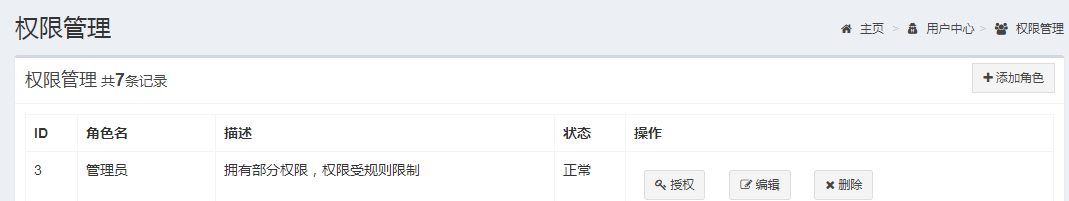 权限管理
主页 > 用户中心 > 权限管理
权限管理 共7条记录
添加角色
ID 角色名 描述 状态 操作
3 管理员 拥有部分权限，权限受规则限制 正常 授权 编辑 删除